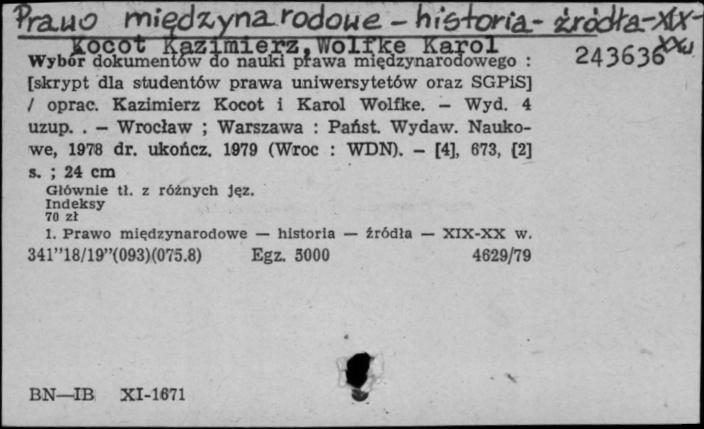 Prawo międzynarodowe - historia - źródła - XIX-
XXw
Kocot Kazimierz, Wolfke Karol
243636
Wybór dokumentów do nauki prawa międzynarodowego :
[skrypt dla studentów prawa uniwersytetów oraz SGPiS]
/ oprac. Kazimierz Kocot i Karol Wolfke. — Wyd. 4
uzup. . — Wrocław ; Warszawa : Państ. Wydaw. Nauko-
we, 1978 dr. ukończ. 1979 (Wroc : WDN). — [4], 673, [2]
s. ; 24 cm
Głównie tł. z różnych jęz.
Indeksy
70 zł
1. Prawo międzynarodowe — historia — źródła — XIX-XX w.
341”18/19”(093)(075.8) Egz. 5000 4629/79
BN—IB XI-1671